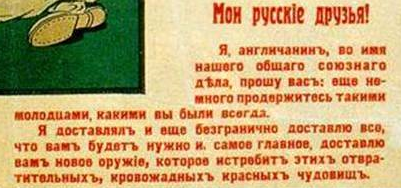 Мои русскіе друзья!
Я, англичанинъ, во имя
нашего общаго союзнаго
дѣла, прошу васъ: еще не-
много продержитесь такими
молодцами, какими вы были всегда.
Я доставлялъ и еще безгранично доставлю все,
что вамъ будетъ нужно и. самое главное, доставлю
вамъ новое оружіе, которое истребитъ этихъ отвра-
тительныхъ, кровожадныхъ красныхъ чудовищъ.